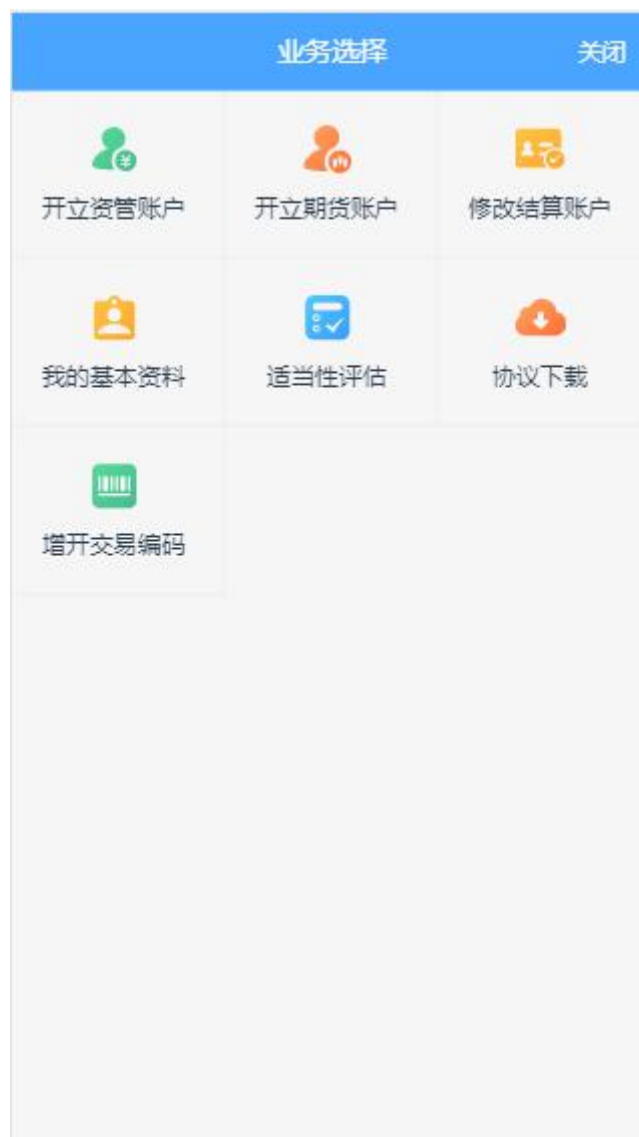 业务选择 关闭
开立资管账户 开立期货账户 修改结算账户
我的基本资料 适当性评估 协议下载
增开交易编码